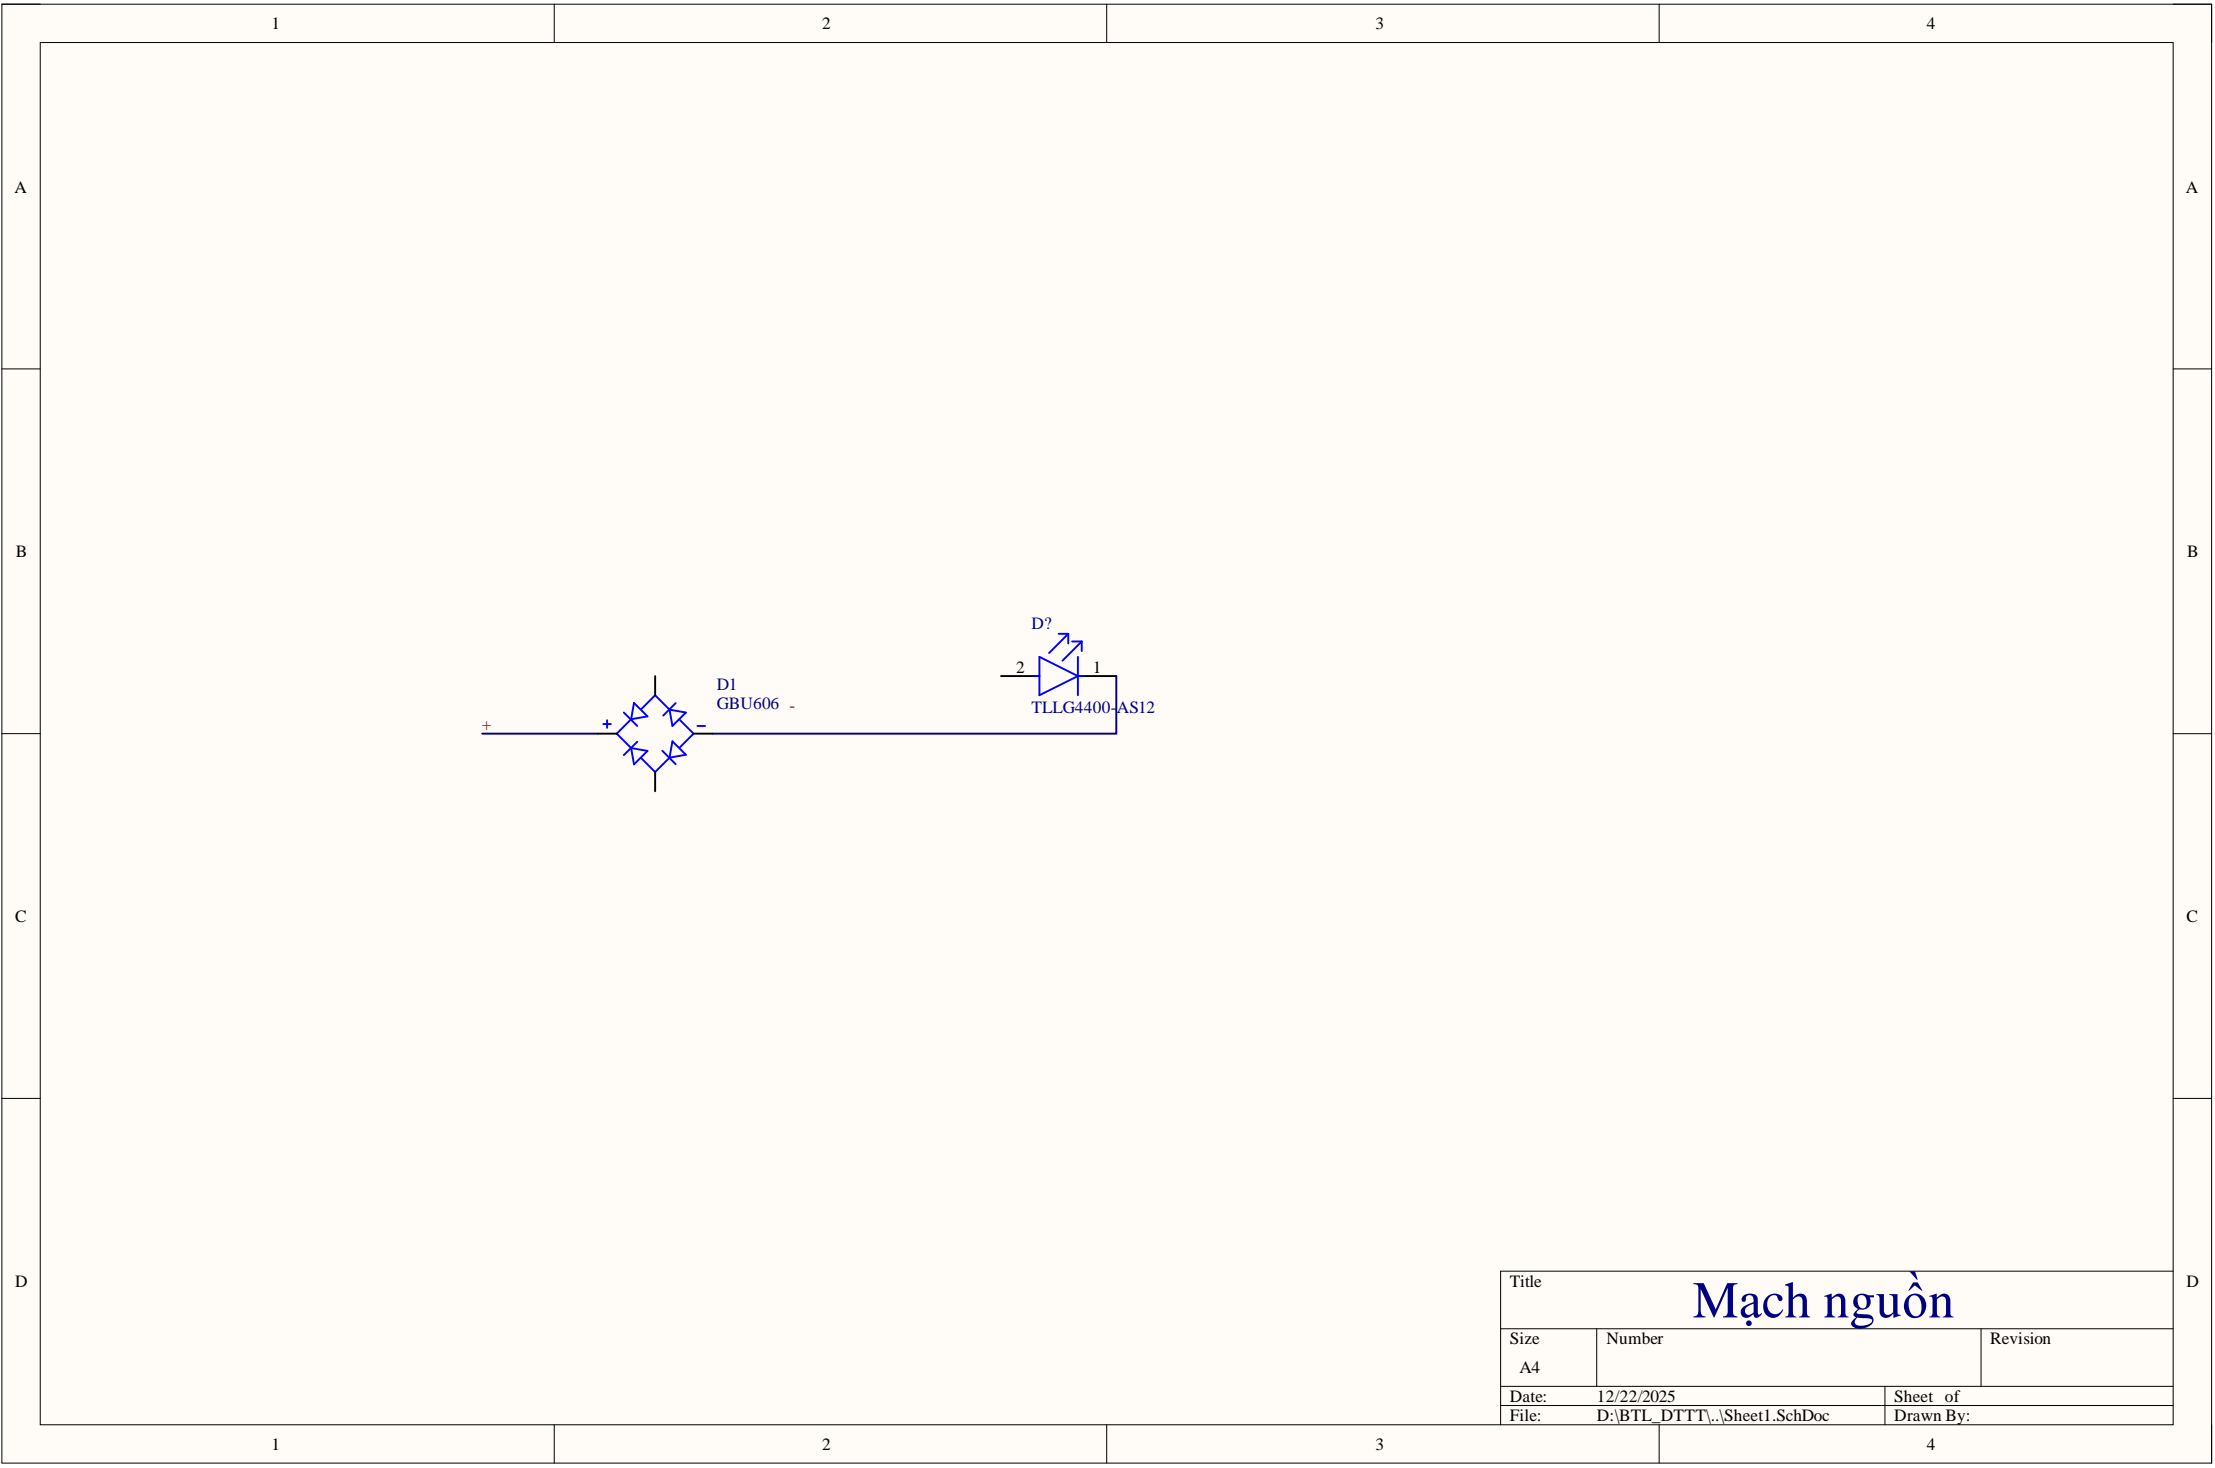 1 2 3 4
A A
B B
D?
2 1
TLLG4400-AS12
D1
GBU606 -
+
+ -
C C
D D
Title Mạch nguồn
Size Number Revision
A4
Date: 12/22/2025 Sheet of
File: D:\BTL_DTTT\..\Sheet1.SchDoc Drawn By:
1 2 3 4